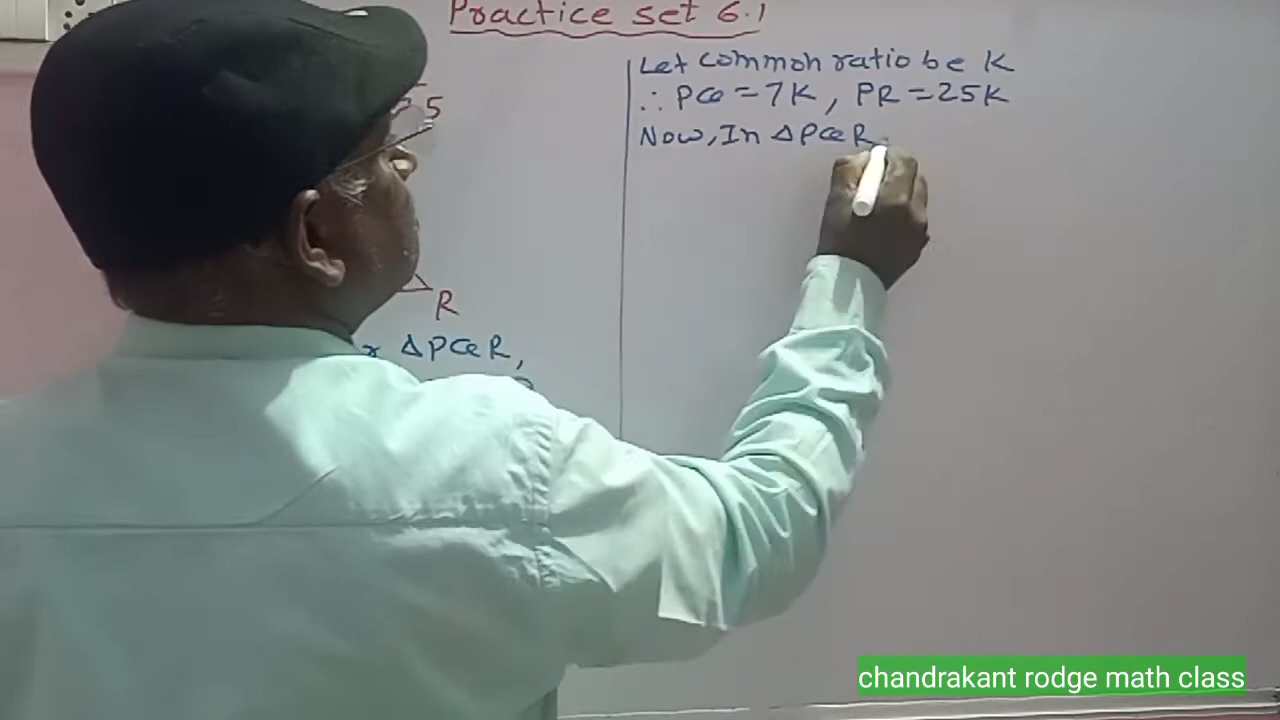 Practice set 6.1
25
R
ΔPQR,
Let common ratio be K
∴ PQ = 7K, PR = 25K
Now, In ΔPQR
chandrakant rodge math class